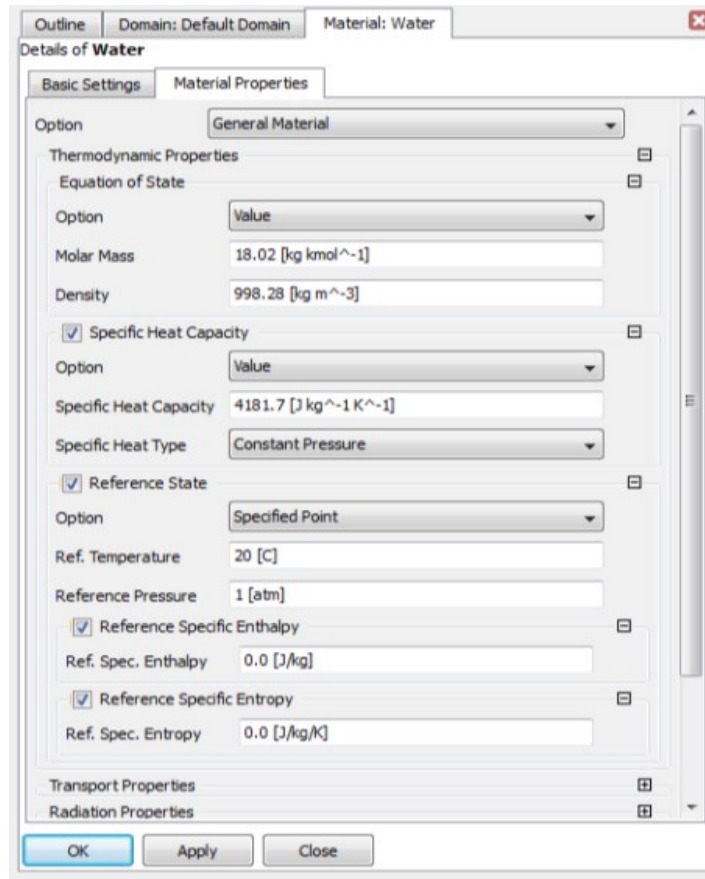 Outline Domain: Default Domain Material: Water
Details of Water
Basic Settings Material Properties
Option General Material
Thermodynamic Properties
Equation of State
Option Value
Molar Mass 18.02 [kg kmol^-1]
Density 998.28 [kg m^-3]
Specific Heat Capacity
Option Value
Specific Heat Capacity 4181.7 [J kg^-1 K^-1]
Specific Heat Type Constant Pressure
Reference State
Option Specified Point
Ref. Temperature 20 [C]
Reference Pressure 1 [atm]
Reference Specific Enthalpy
Ref. Spec. Enthalpy 0.0 [J/kg]
Reference Specific Entropy
Ref. Spec. Entropy 0.0 [J/kg/K]
Transport Properties
Radiation Properties
OK Apply Close